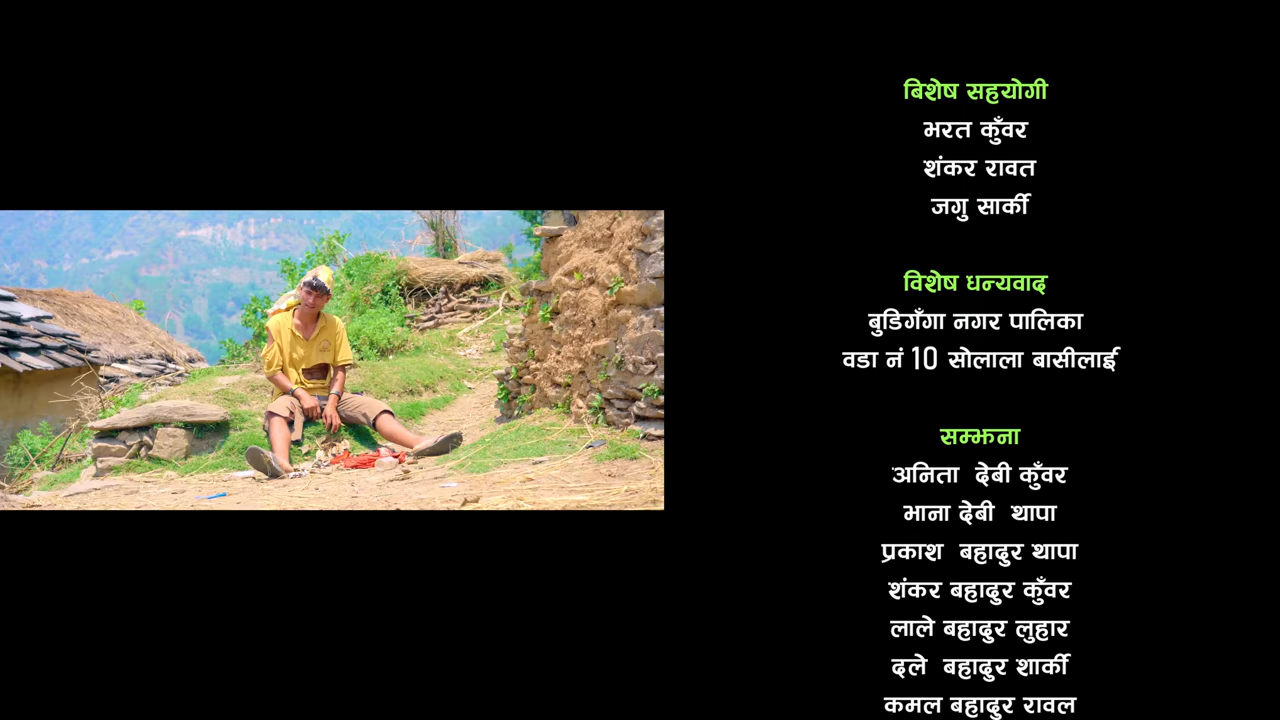 बिशेष सहयोगी
भरत कुँवर
शंकर रावत
जगु सार्की
विशेष धन्यवाद
बुडिगँगा नगर पालिका
वडा नं 10 सोलाला बासीलाई
सम्झना
अनिता देबी कुँवर
भाना देबी थापा
प्रकाश बहादुर थापा
शंकर बहादुर कुँवर
लाले बहादुर लुहार
दले बहादुर शार्की
कमल बहादुर रावल